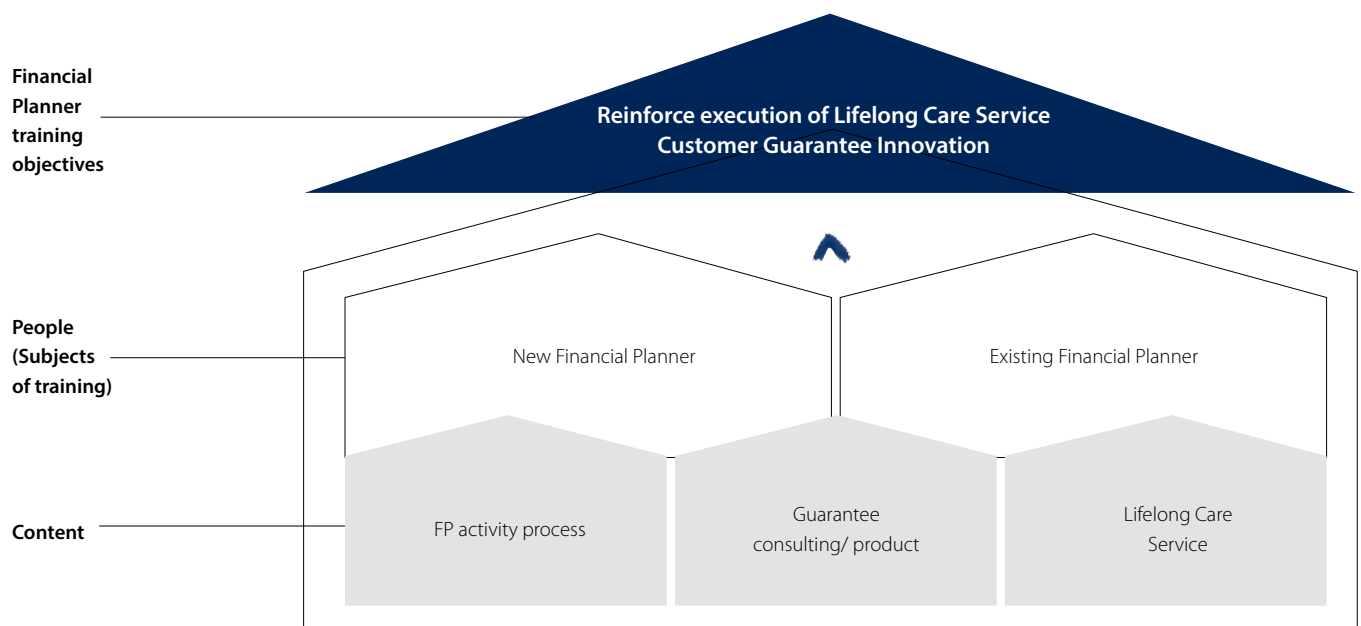 Financial
Planner
training
objectives
Reinforce execution of Lifelong Care Service
Customer Guarantee Innovation
People
(Subjects
of training)
New Financial Planner
Existing Financial Planner
Content
FP activity process
Guarantee
consulting/ product
Lifelong Care
Service